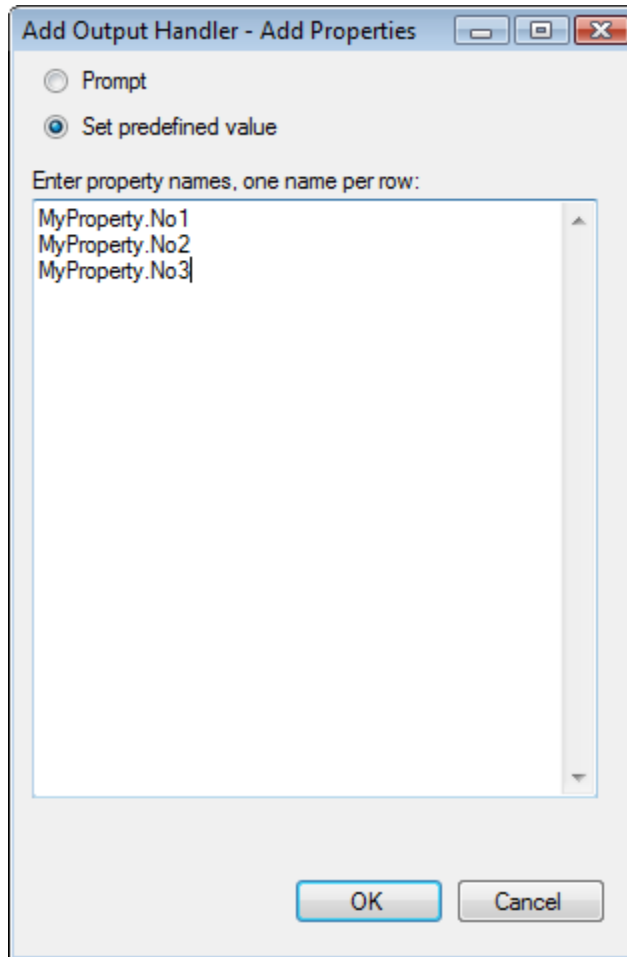 Add Output Handler - Add Properties
Prompt
Set predefined value
Enter property names, one name per row:
MyProperty.No1
MyProperty.No2
MyProperty.No3
OK
Cancel